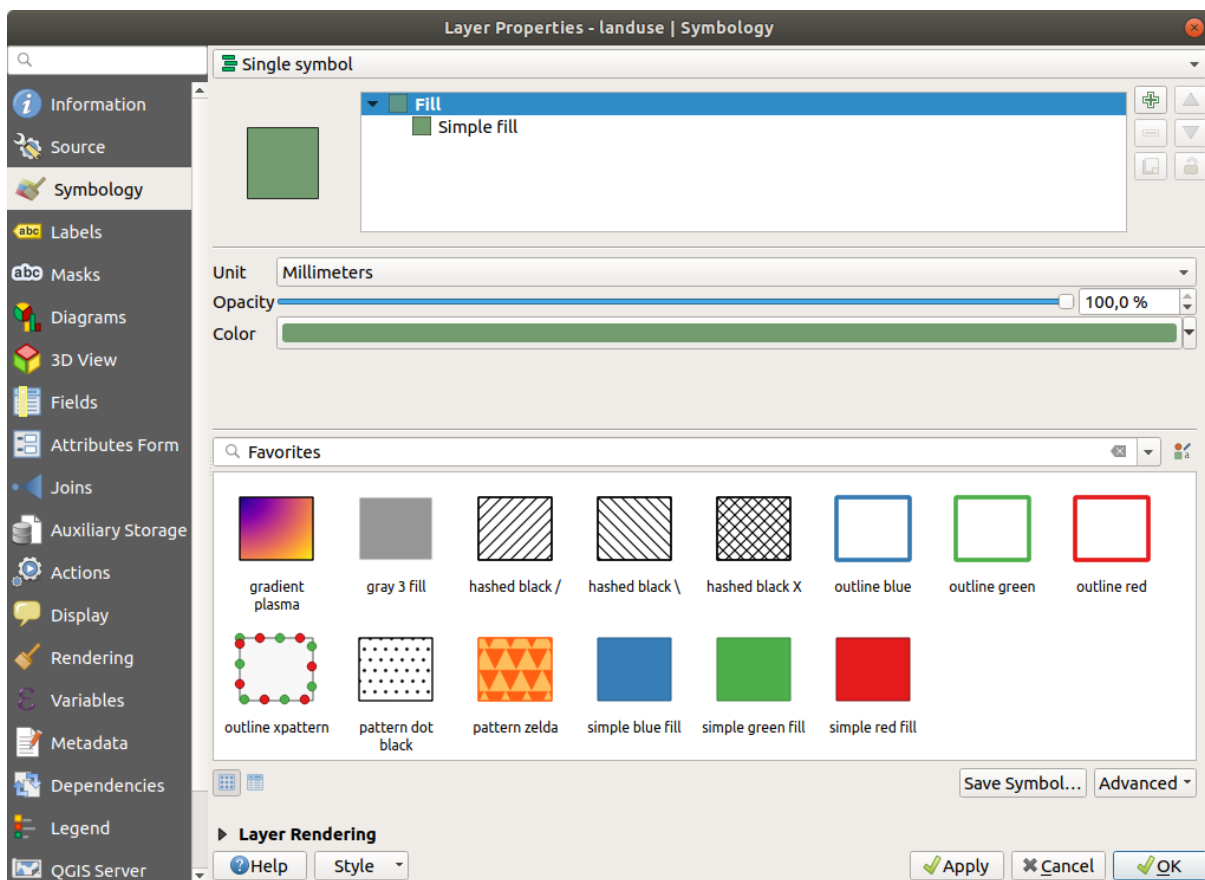 Layer Properties - landuse | Symbology
Single symbol
Information
Source
Symbology
abc Labels
abc Masks
Diagrams
3D View
Fields
Attributes Form
Joins
Auxiliary Storage
Actions
Display
Rendering
Variables
Metadata
Dependencies
Legend
QGIS Server
Fill
Simple fill
Unit Millimeters
Opacity 100,0 %
Color
Favorites
gradient plasma
gray 3 fill
hashed black /
hashed black \
hashed black X
outline blue
outline green
outline red
outline xpattern
pattern dot black
pattern zelda
simple blue fill
simple green fill
simple red fill
Save Symbol...
Advanced
Layer Rendering
Help
Style
Apply
Cancel
OK